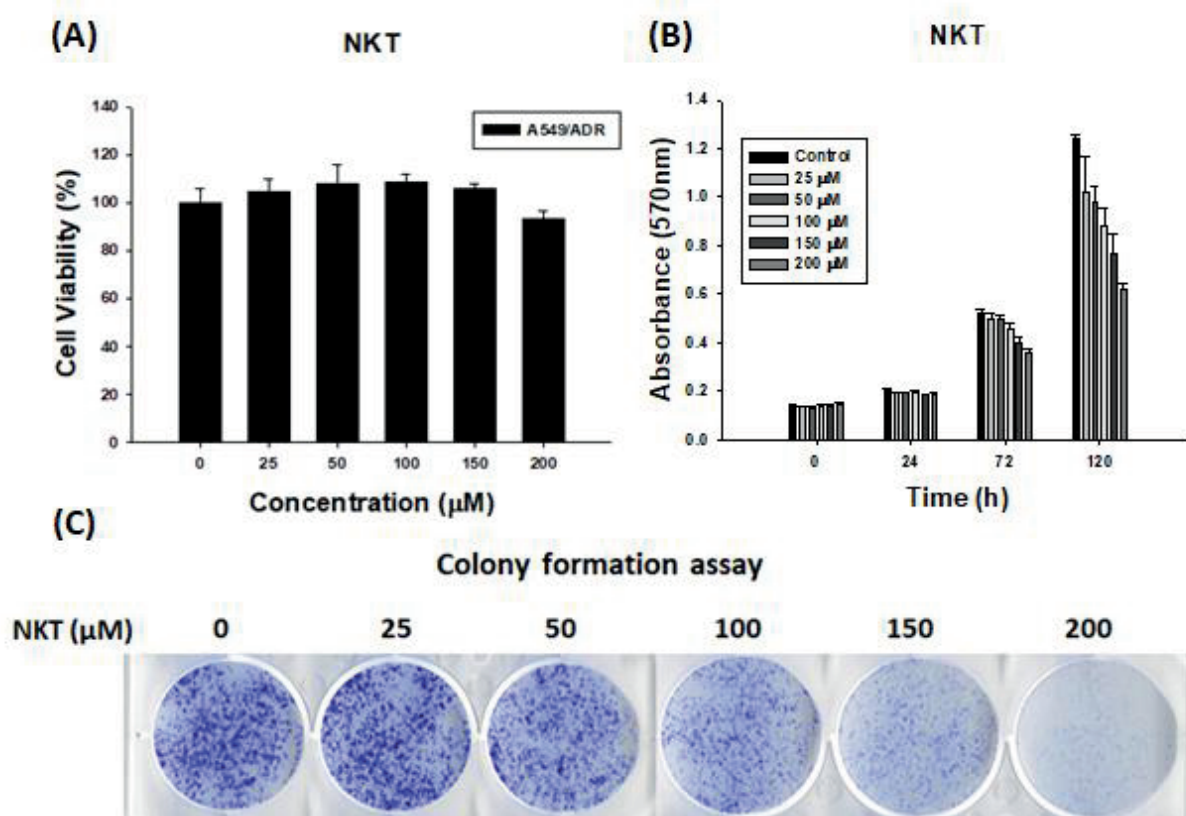 (A)
NKT
140
120
100
80
60
40
20
0
A549/ADR
Cell Viability (%)
0 25 50 100 150 200
Concentration (µM)
(B)
NKT
1.4
1.2
1.0
0.8
0.6
0.4
0.2
0.0
Control
25 µM
50 µM
100 µM
150 µM
200 µM
Absorbance (570nm)
0 24 72 120
Time (h)
(C)
Colony formation assay
NKT (µM) 0 25 50 100 150 200